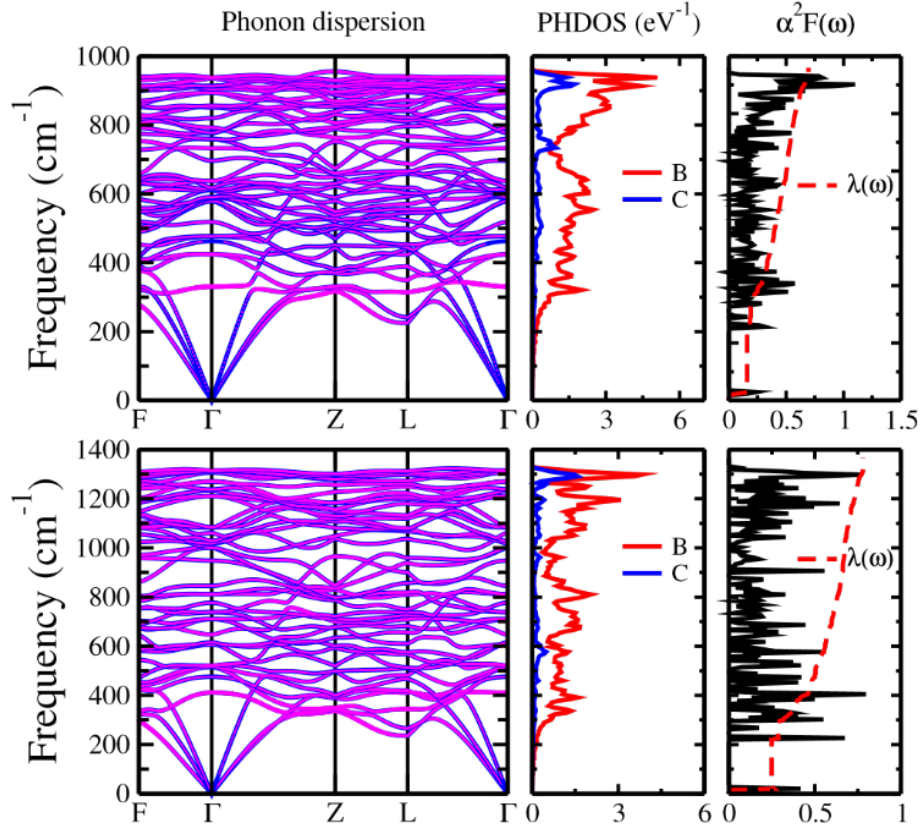 Phonon dispersion PHDOS (eV⁻¹) α²F(ω)
Frequency (cm⁻¹)
1000
800
600
400
200
0
F Γ Z L Γ
B
C
0 3 6
λ(ω)
0 0.5 1 1.5
Frequency (cm⁻¹)
1400
1200
1000
800
600
400
200
0
F Γ Z L Γ
B
C
0 3 6
λ(ω)
0 0.5 1